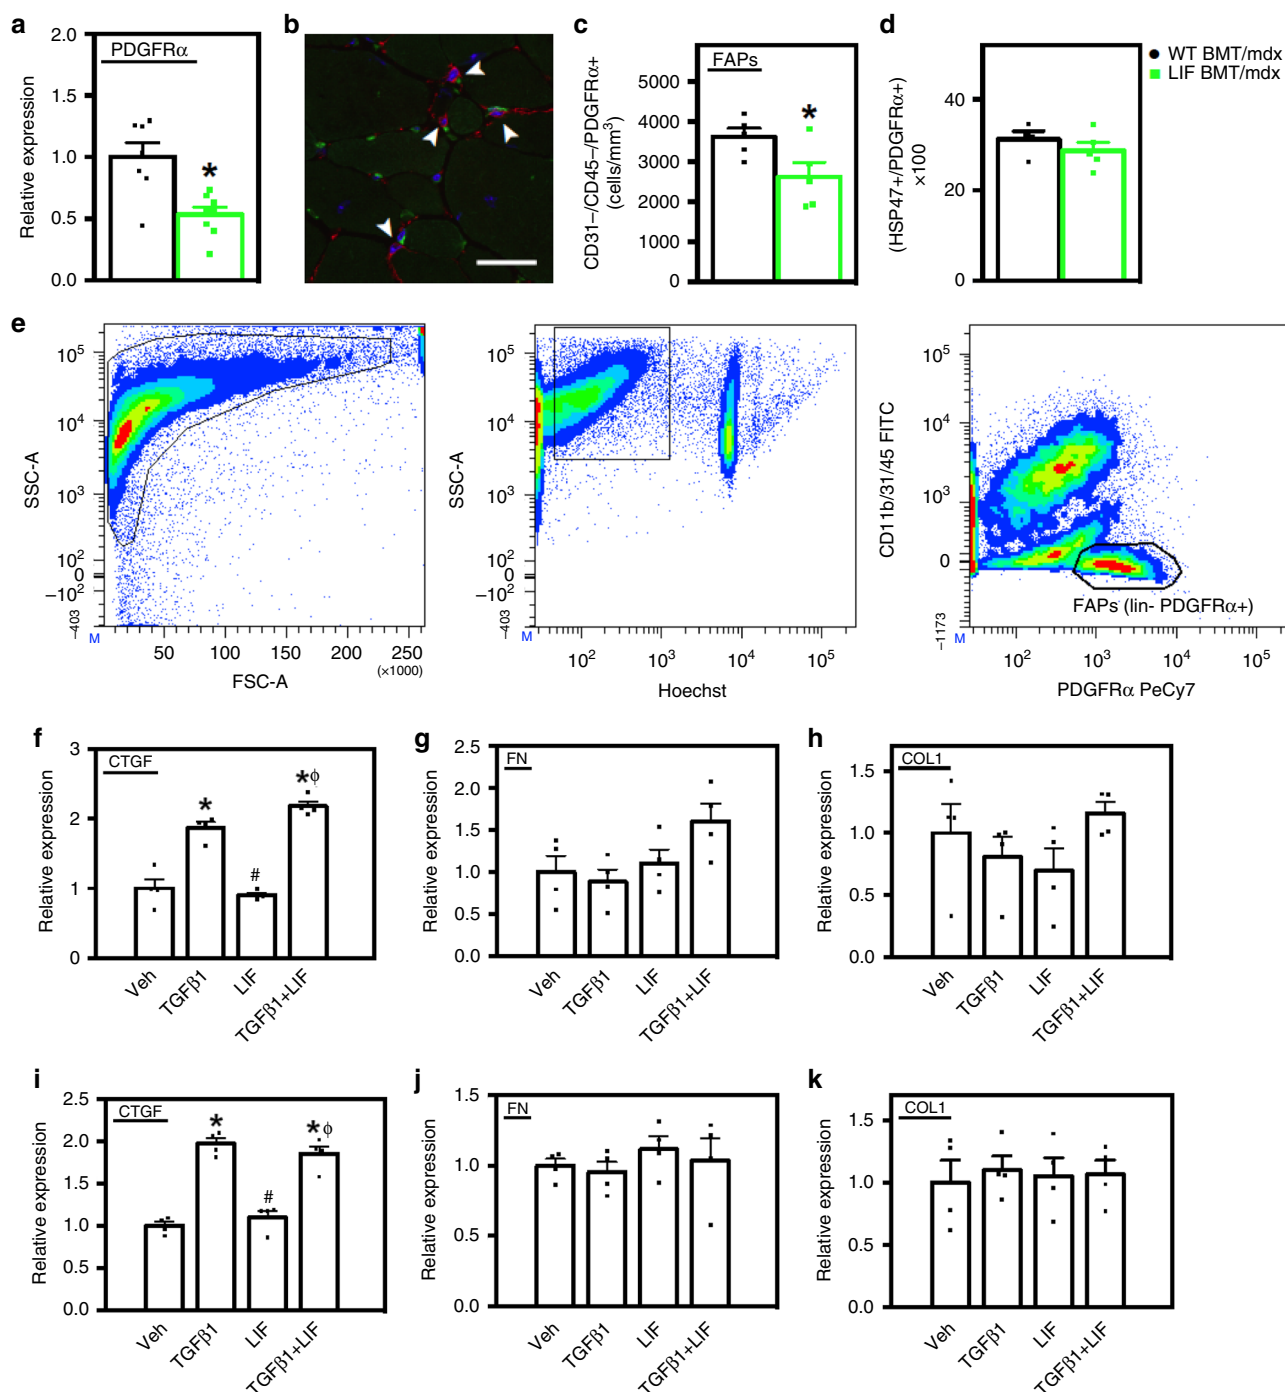 a
PDGFRα
Relative expression
2.0
1.5
1.0
0.5
0.0
*
b
c
FAPs
CD31–/CD45–/PDGFRα+
(cells/mm³)
5000
4000
3000
2000
1000
0
*
d
(HSP47+/PDGFRα+)
×100
40
20
0
WT BMT/mdx
LIF BMT/mdx
e
SSC-A
10⁵
10⁴
10³
10²
0
–10²
–403
M
50 100 150 200 250
(×1000)
FSC-A
SSC-A
10⁵
10⁴
10³
10²
0
–10²
–403
M
10² 10³ 10⁴ 10⁵
Hoechst
CD11b/31/45 FITC
10⁵
10⁴
10³
0
–1173
M
FAPs (lin- PDGFRα+)
10² 10³ 10⁴ 10⁵
PDGFRα PeCy7
f
CTGF
Relative expression
3
2
1
0
* # *ϕ
Veh TGFβ1 LIF TGFβ1+LIF
g
FN
Relative expression
2.5
2.0
1.5
1.0
0.5
0.0
Veh TGFβ1 LIF TGFβ1+LIF
h
COL1
Relative expression
1.5
1.0
0.5
0.0
Veh TGFβ1 LIF TGFβ1+LIF
i
CTGF
Relative expression
2.5
2.0
1.5
1.0
0.5
0.0
* # *ϕ
Veh TGFβ1 LIF TGFβ1+LIF
j
FN
Relative expression
1.5
1.0
0.5
0.0
Veh TGFβ1 LIF TGFβ1+LIF
k
COL1
Relative expression
1.5
1.0
0.5
0.0
Veh TGFβ1 LIF TGFβ1+LIF